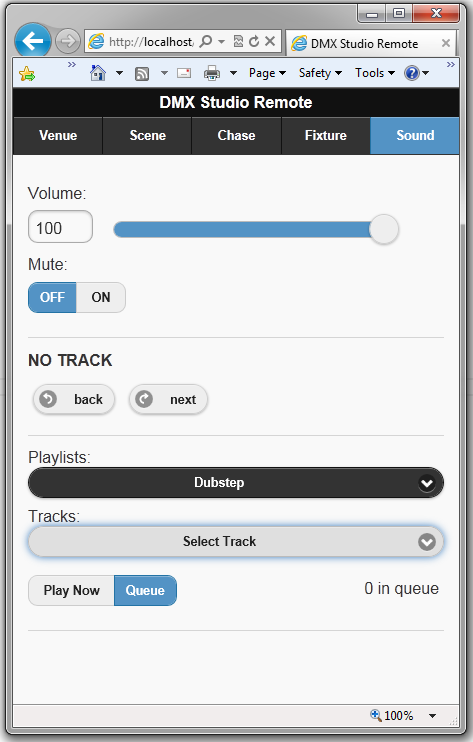 http://localhost/
DMX Studio Remote
Page Safety Tools
DMX Studio Remote
Venue Scene Chase Fixture Sound
Volume:
100
Mute:
OFF ON
NO TRACK
back next
Playlists:
Dubstep
Tracks:
Select Track
Play Now Queue 0 in queue
100%